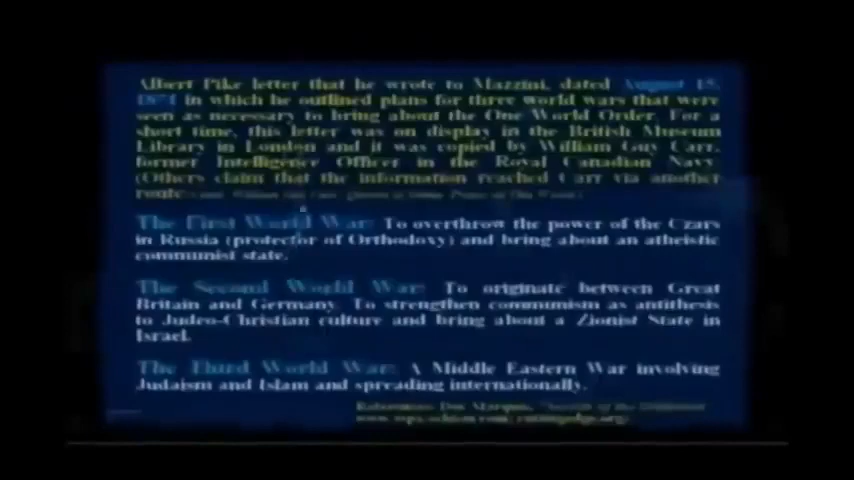 Albert Pike letter that he wrote to Mazzini, dated August 15,
1871 in which he outlined plans for three world wars that were
seen as necessary to bring about the One World Order. For a
short time, this letter was on display in the British Museum
Library in London and it was copied by William Guy Carr,
former Intelligence Officer in the Royal Canadian Navy.
(Others claim that the information reached Carr via another
route
The First World War: To overthrow the power of the Czars
in Russia (protector of Orthodoxy) and bring about an atheistic
communist state.
The Second World War: To originate between Great
Britain and Germany. To strengthen communism as antithesis
to Judeo-Christian culture and bring about a Zionist State in
Israel.
The Third World War: A Middle Eastern War involving
Judaism and Islam and spreading internationally.